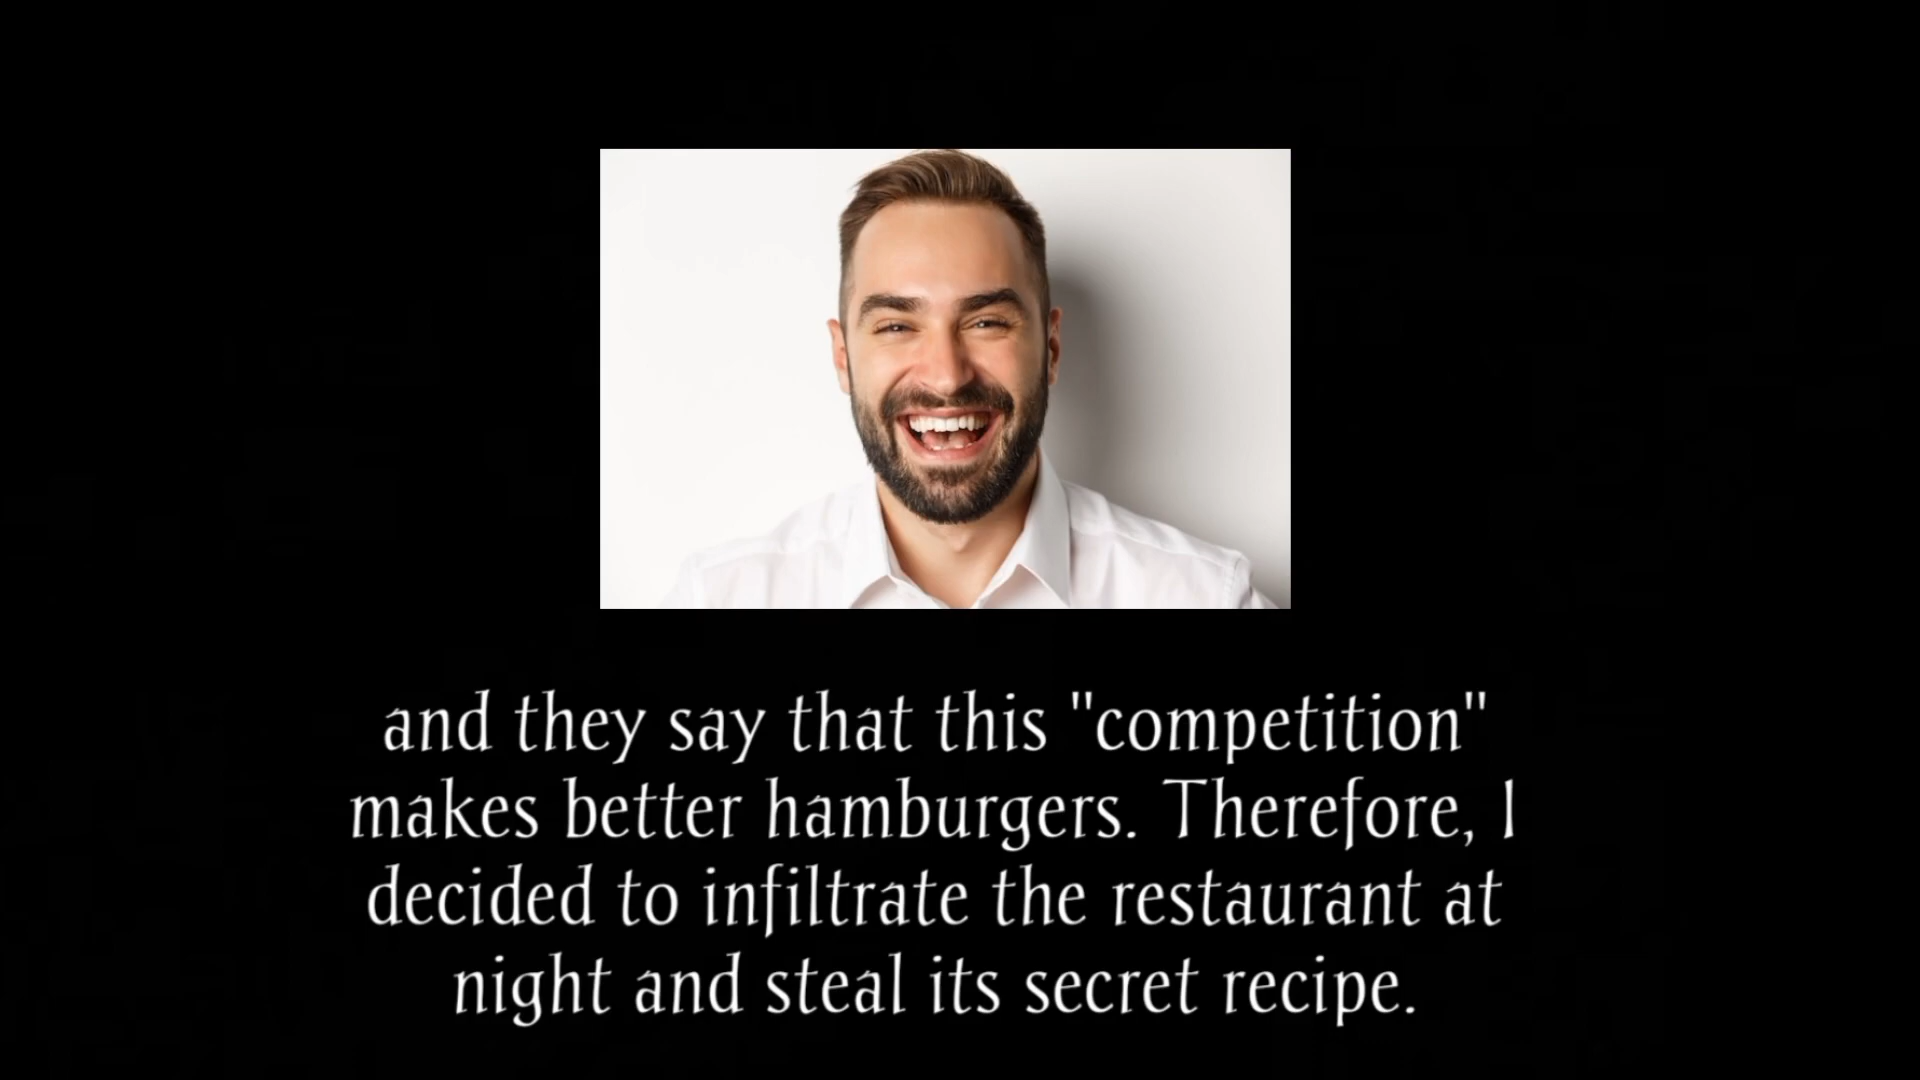 and they say that this "competition"
makes better hamburgers. Therefore, I
decided to infiltrate the restaurant at
night and steal its secret recipe.